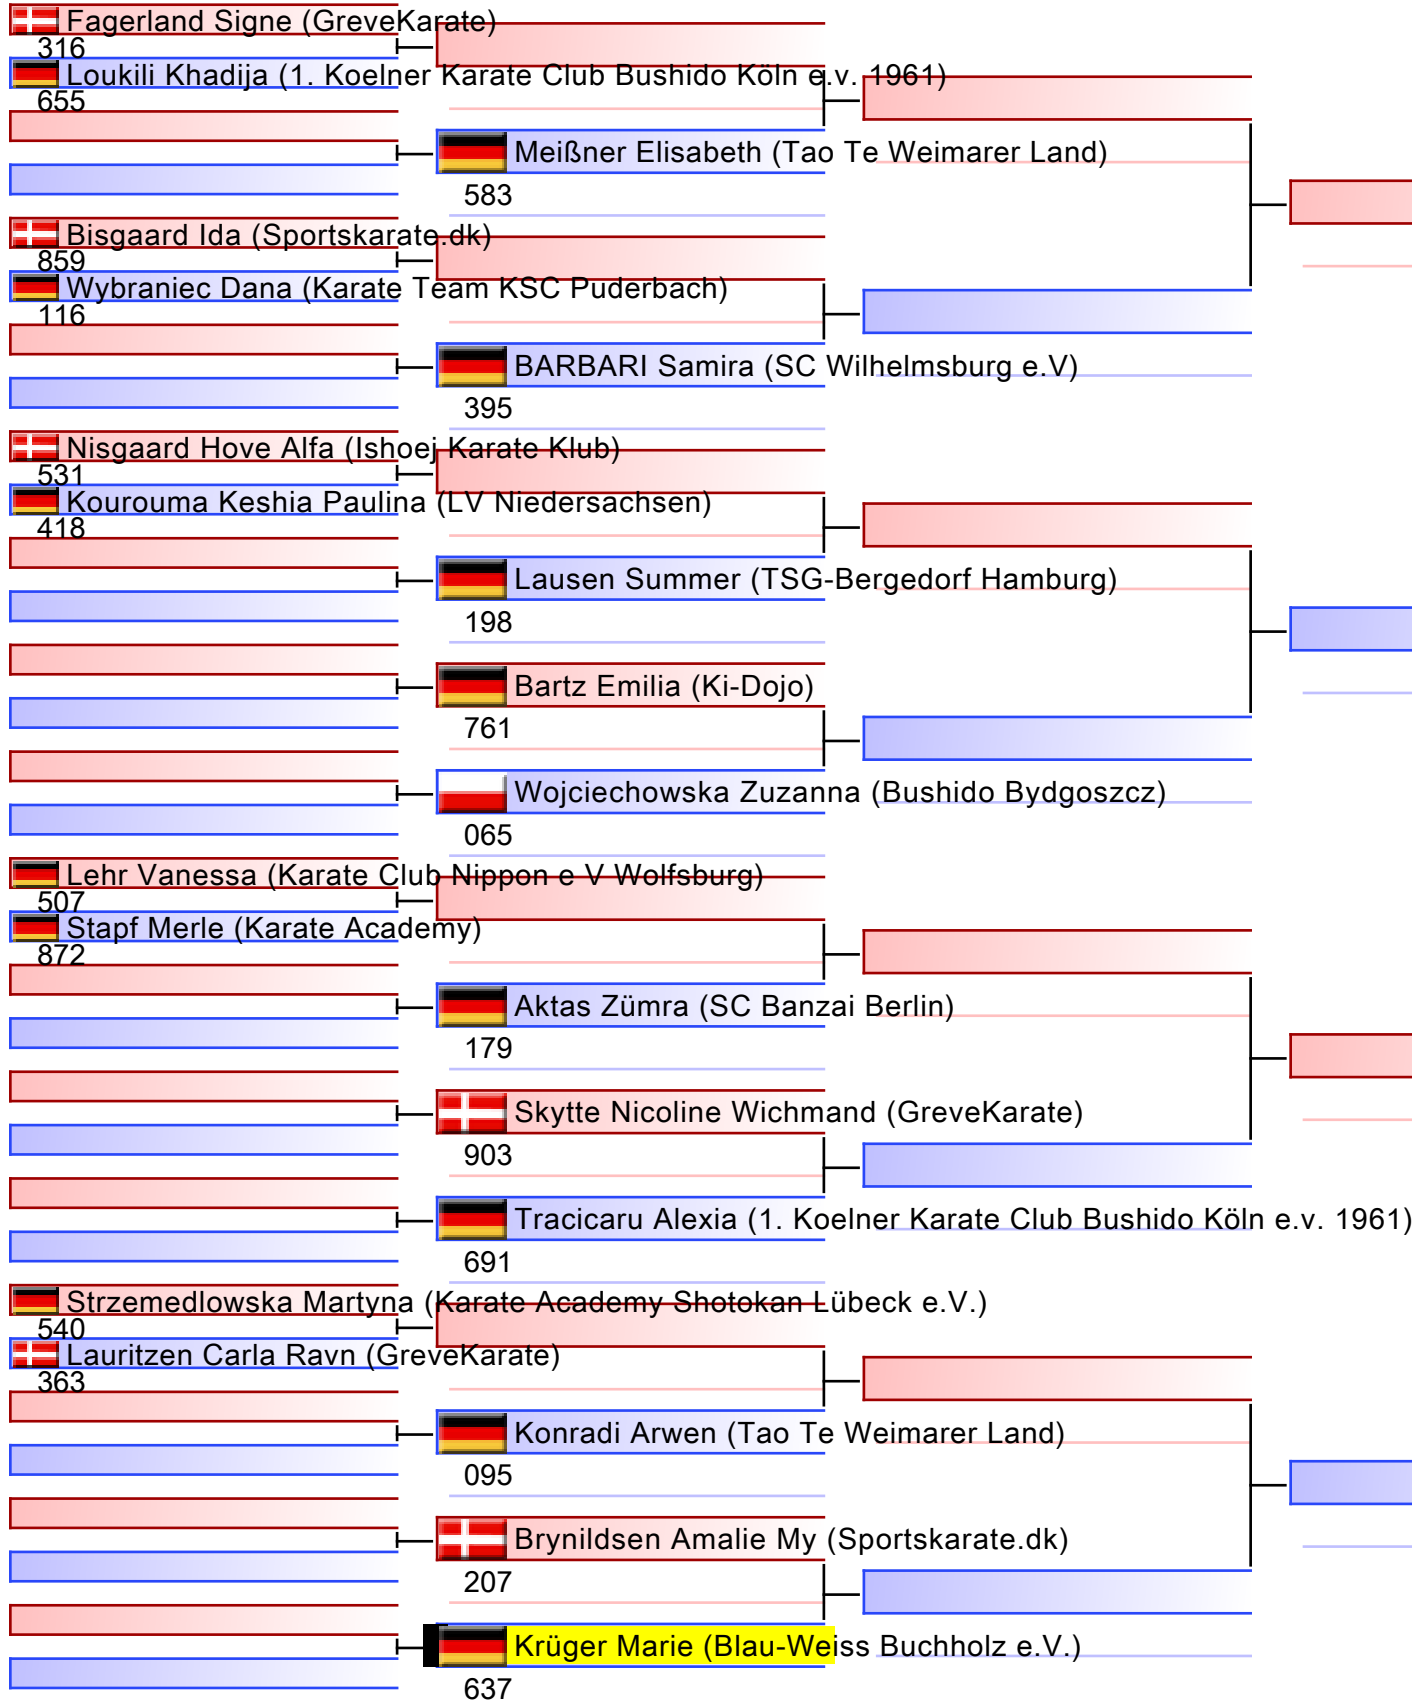 Fagerland Signe (GreveKarate)
316
Loukili Khadija (1. Koelner Karate Club Bushido Köln e.v. 1961)
655
Meißner Elisabeth (Tao Te Weimarer Land)
583
Bisgaard Ida (Sportskarate.dk)
859
Wybraniec Dana (Karate Team KSC Puderbach)
116
BARBARI Samira (SC Wilhelmsburg e.V)
395
Nisgaard Hove Alfa (Ishoej Karate Klub)
531
Kourouma Keshia Paulina (LV Niedersachsen)
418
Lausen Summer (TSG-Bergedorf Hamburg)
198
Bartz Emilia (Ki-Dojo)
761
Wojciechowska Zuzanna (Bushido Bydgoszcz)
065
Lehr Vanessa (Karate Club Nippon e V Wolfsburg)
507
Stapf Merle (Karate Academy)
872
Aktas Zümra (SC Banzai Berlin)
179
Skytte Nicoline Wichmand (GreveKarate)
903
Tracicaru Alexia (1. Koelner Karate Club Bushido Köln e.v. 1961)
691
Strzemedlowska Martyna (Karate Academy Shotokan Lübeck e.V.)
540
Lauritzen Carla Ravn (GreveKarate)
363
Konradi Arwen (Tao Te Weimarer Land)
095
Brynildsen Amalie My (Sportskarate.dk)
207
Krüger Marie (Blau-Weiss Buchholz e.V.)
637